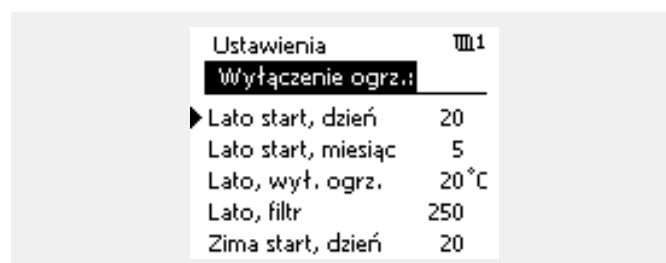 Ustawienia 1
Wyłączenie ogrz.:
Lato start, dzień 20
Lato start, miesiąc 5
Lato, wył. ogrz. 20°C
Lato, filtr 250
Zima start, dzień 20